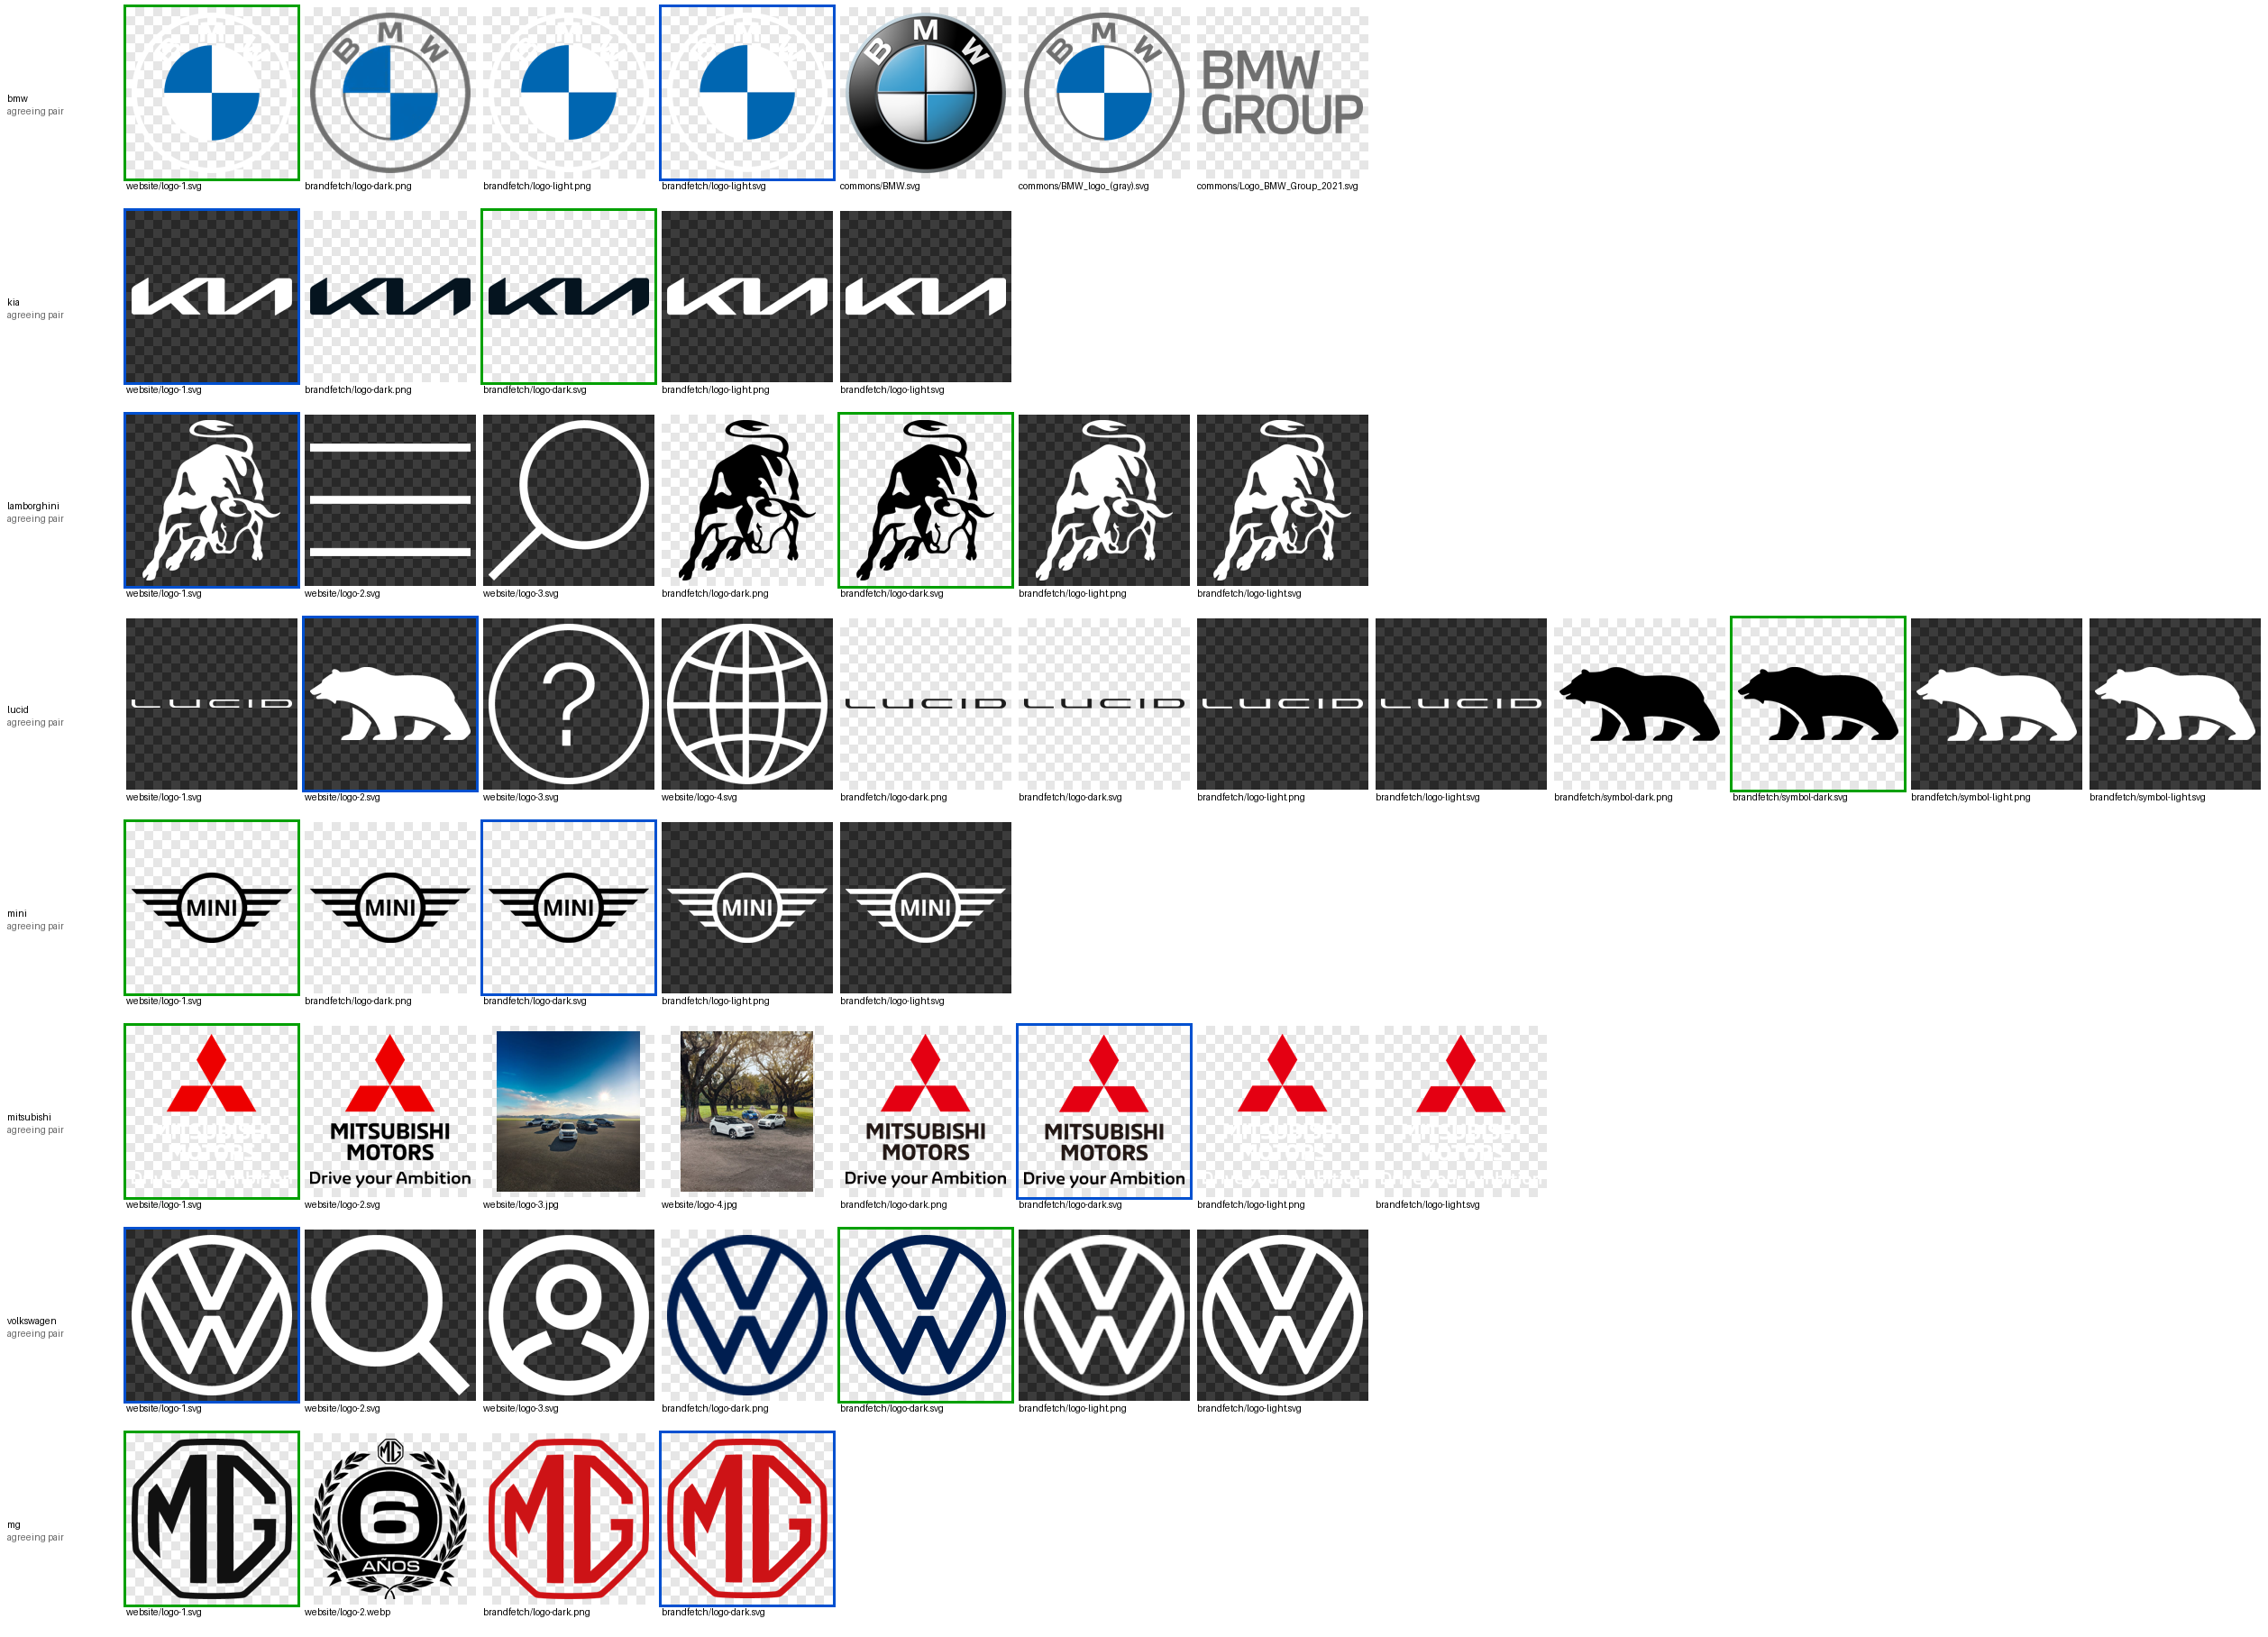 B M W
B M W
B M W
BMW
GROUP
bmw
agreeing pair
website/logo-1.svg
brandfetch/logo-dark.png
brandfetch/logo-light.png
brandfetch/logo-light.svg
commons/BMW.svg
commons/BMW_logo_(gray).svg
commons/Logo_BMW_Group_2021.svg
kia
agreeing pair
website/logo-1.svg
brandfetch/logo-dark.png
brandfetch/logo-dark.svg
brandfetch/logo-light.png
brandfetch/logo-light.svg
lamborghini
agreeing pair
website/logo-1.svg
website/logo-2.svg
website/logo-3.svg
brandfetch/logo-dark.png
brandfetch/logo-dark.svg
brandfetch/logo-light.png
brandfetch/logo-light.svg
LUCID
?
LUCID
LUCID
LUCID
LUCID
lucid
agreeing pair
website/logo-1.svg
website/logo-2.svg
website/logo-3.svg
website/logo-4.svg
brandfetch/logo-dark.png
brandfetch/logo-dark.svg
brandfetch/logo-light.png
brandfetch/logo-light.svg
brandfetch/symbol-dark.png
brandfetch/symbol-dark.svg
brandfetch/symbol-light.png
brandfetch/symbol-light.svg
MINI
MINI
MINI
MINI
MINI
mini
agreeing pair
website/logo-1.svg
brandfetch/logo-dark.png
brandfetch/logo-dark.svg
brandfetch/logo-light.png
brandfetch/logo-light.svg
MITSUBISHI
MOTORS
Drive your Ambition
MITSUBISHI
MOTORS
Drive your Ambition
MITSUBISHI
MOTORS
Drive your Ambition
mitsubishi
agreeing pair
website/logo-1.svg
website/logo-2.svg
website/logo-3.jpg
website/logo-4.jpg
brandfetch/logo-dark.png
brandfetch/logo-dark.svg
brandfetch/logo-light.png
brandfetch/logo-light.svg
volkswagen
agreeing pair
website/logo-1.svg
website/logo-2.svg
website/logo-3.svg
brandfetch/logo-dark.png
brandfetch/logo-dark.svg
brandfetch/logo-light.png
brandfetch/logo-light.svg
MG
MG
6
AÑOS
MG
MG
mg
agreeing pair
website/logo-1.svg
website/logo-2.webp
brandfetch/logo-dark.png
brandfetch/logo-dark.svg